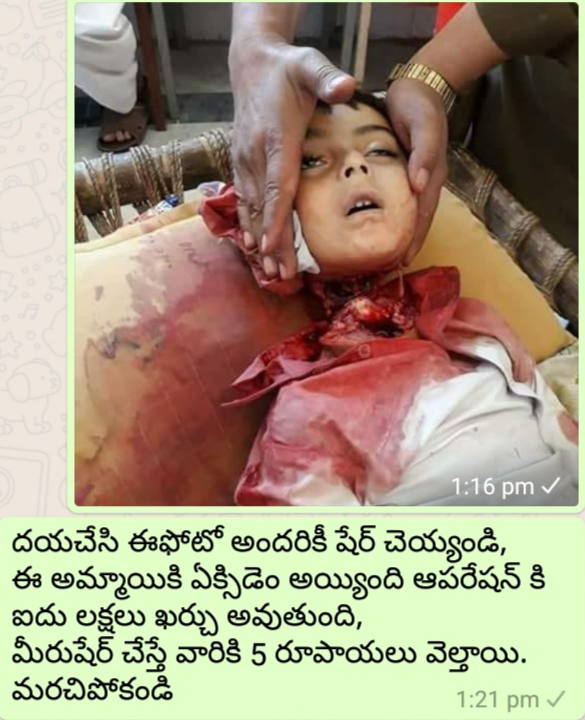 1:16 pm
దయచేసి ఈఫోటో అందరికీ షేర్ చెయ్యండి,
ఈ అమ్మాయికి ఏక్సిడెం అయ్యింది ఆపరేషన్ కి
ఐదు లక్షలు ఖర్చు అవుతుంది,
మీరుషేర్ చేస్తే వారికి 5 రూపాయలు వెల్తాయి.
మరచిపోకండి
1:21 pm